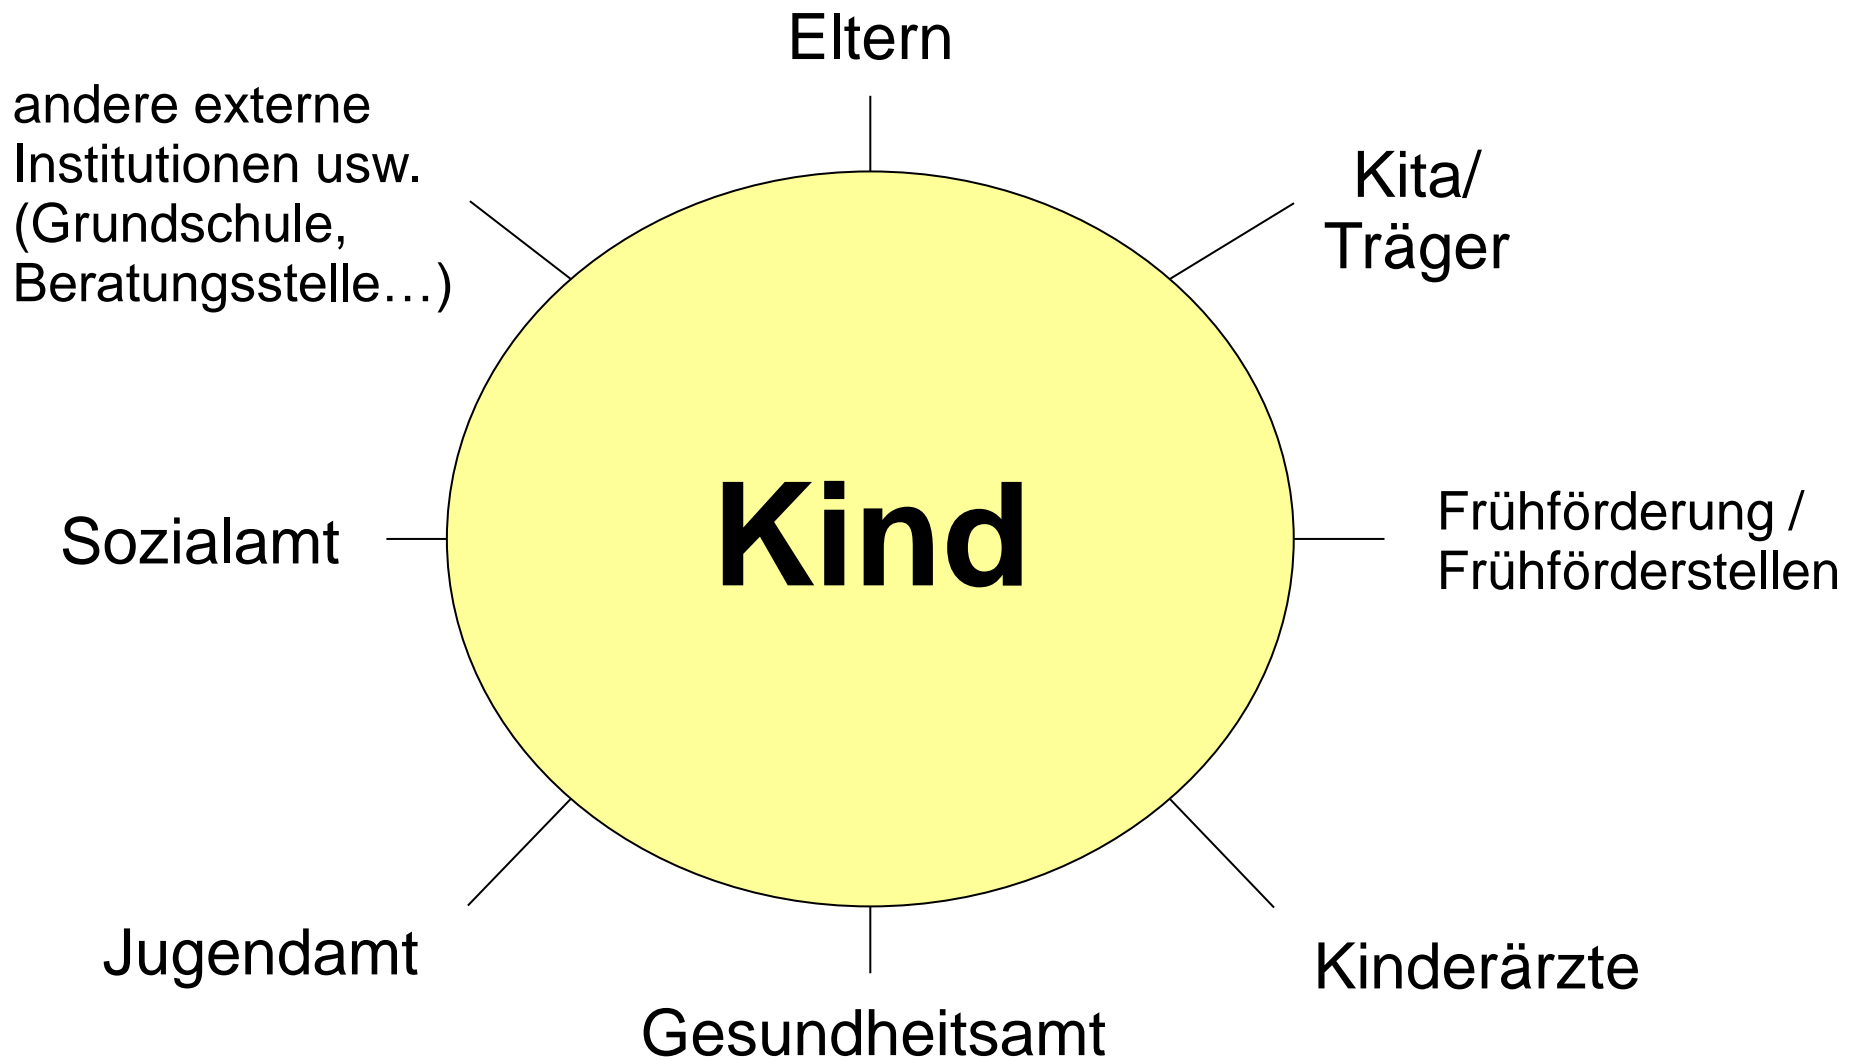 Eltern
andere externe
Institutionen usw.
(Grundschule,
Beratungsstelle…)
Kita/
Träger
Kind
Sozialamt
Frühförderung /
Frühförderstellen
Jugendamt
Kinderärzte
Gesundheitsamt